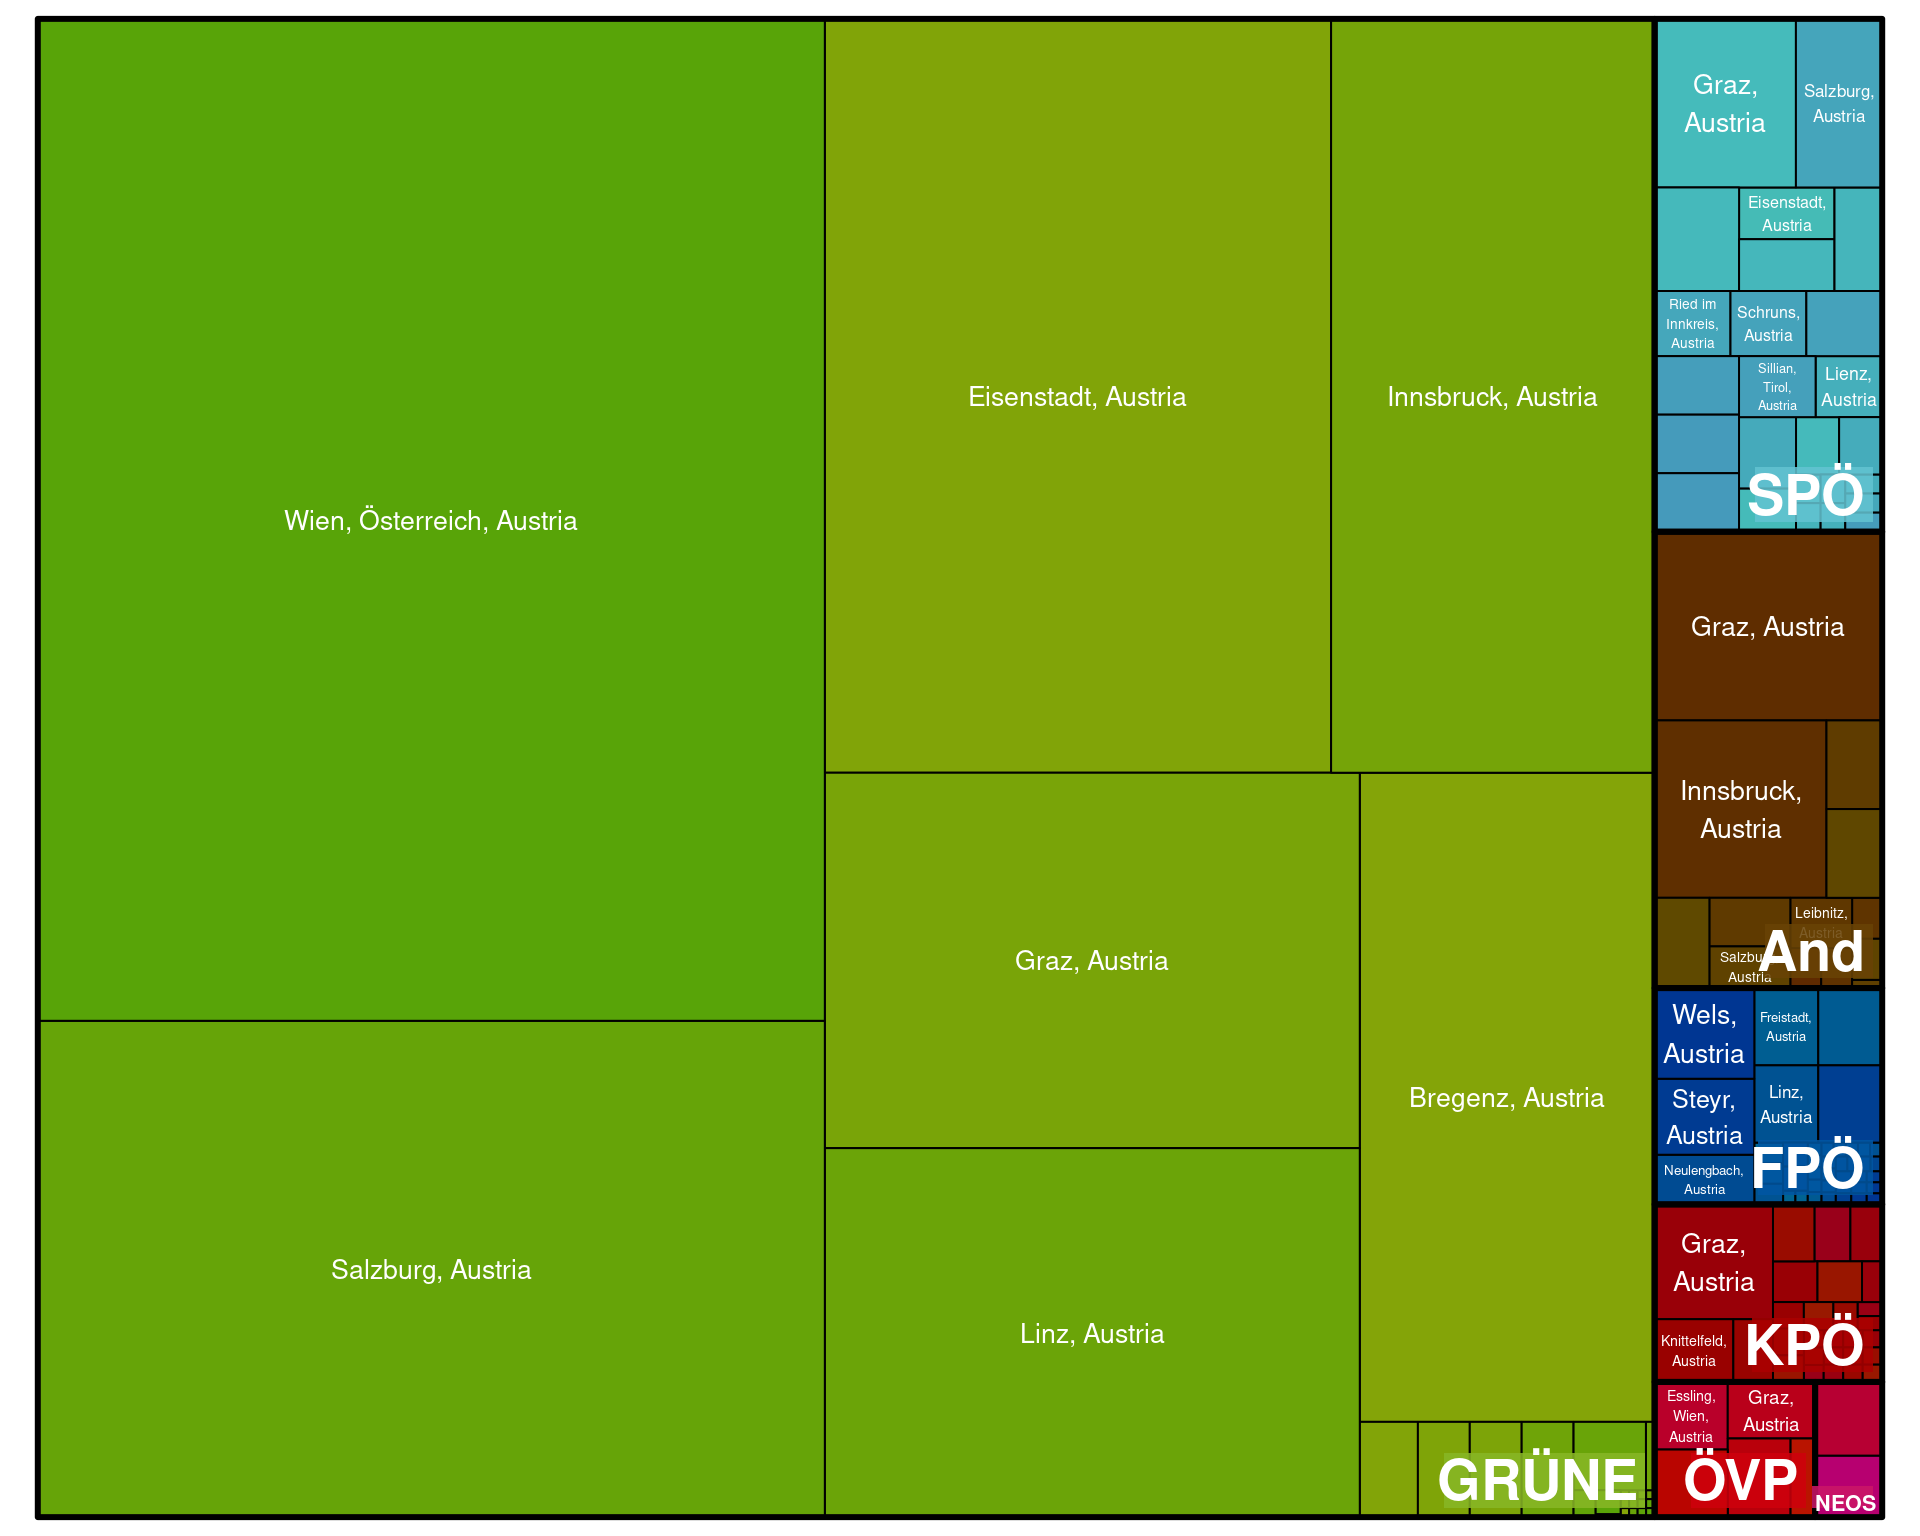 Wien, Österreich, Austria
Salzburg, Austria
Eisenstadt, Austria
Innsbruck, Austria
Graz, Austria
Linz, Austria
Bregenz, Austria
GRÜNE
Graz,
Austria
Salzburg,
Austria
Eisenstadt,
Austria
Ried im
Innkreis,
Austria
Schruns,
Austria
Sillian,
Tirol,
Austria
Lienz,
Austria
SPÖ
Graz, Austria
Innsbruck,
Austria
Leibnitz,
Austria
Salzbu
Austria
And
Wels,
Austria
Freistadt,
Austria
Steyr,
Austria
Linz,
Austria
Neulengbach,
Austria
FPÖ
Graz,
Austria
Knittelfeld,
Austria
KPÖ
Essling,
Wien,
Austria
Graz,
Austria
ÖVP
NEOS